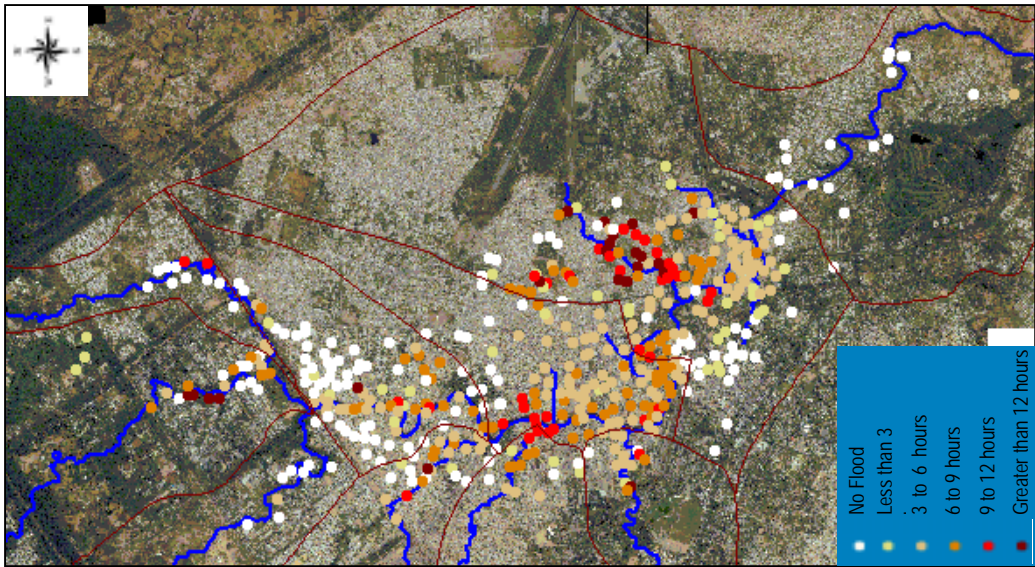 No Flood
Less than 3
3 to 6 hours
6 to 9 hours
9 to 12 hours
Greater than 12 hours